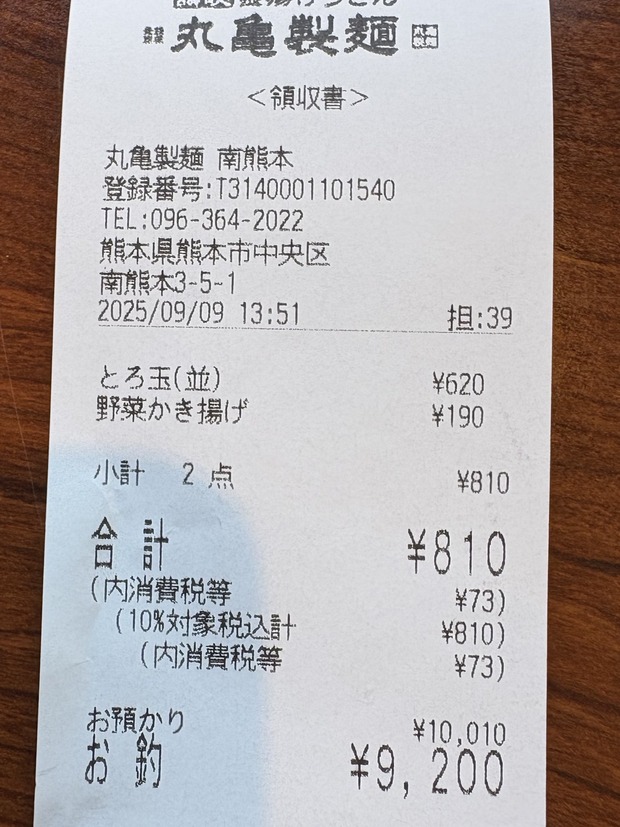 丸亀製麺
＜領収書＞
丸亀製麺 南熊本
登録番号:T3140001101540
TEL:096-364-2022
熊本県熊本市中央区
南熊本3-5-1
2025/09/09 13:51 担:39
とろ玉(並) ¥620
野菜かき揚げ ¥190
小計 2 点 ¥810
合計 ¥810
(内消費税等 ¥73)
(10%対象税込計 ¥810)
(内消費税等 ¥73)
お預かり ¥10,010
お釣 ¥9,200